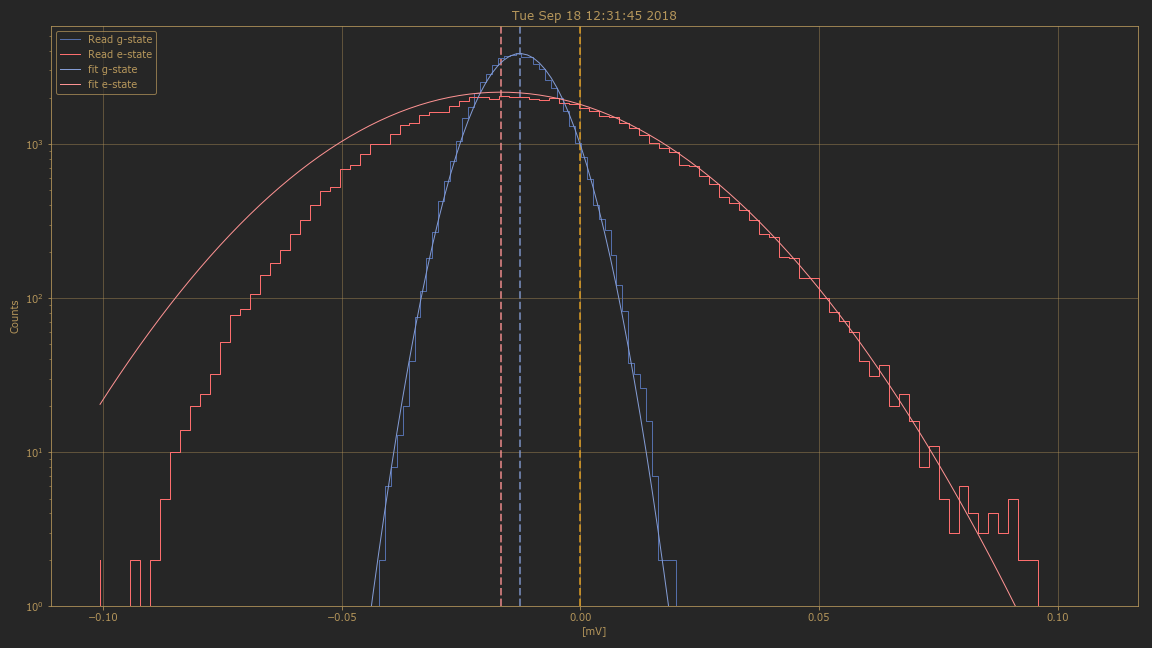 Tue Sep 18 12:31:45 2018
Read g-state
Read e-state
fit g-state
fit e-state
Counts
10³
10²
10¹
10⁰
−0.10
−0.05
0.00
0.05
0.10
[mV]